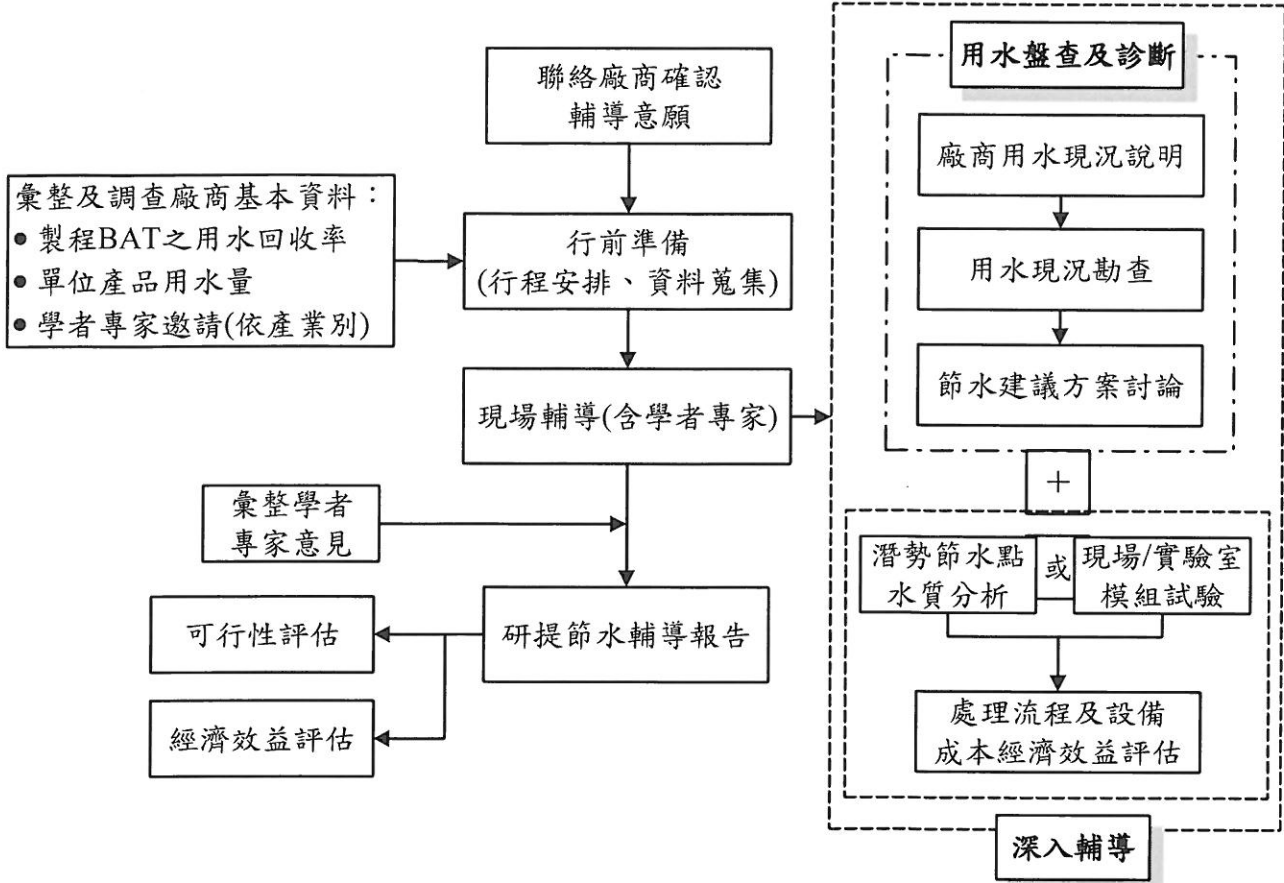 聯絡廠商確認
輔導意願
彙整及調查廠商基本資料：
● 製程BAT之用水回收率
● 單位產品用水量
● 學者專家邀請(依產業別)
行前準備
(行程安排、資料蒐集)
現場輔導(含學者專家)
彙整學者
專家意見
研提節水輔導報告
可行性評估
經濟效益評估
用水盤查及診斷
廠商用水現況說明
用水現況勘查
節水建議方案討論
+
潛勢節水點
水質分析
或
現場/實驗室
模組試驗
處理流程及設備
成本經濟效益評估
深入輔導